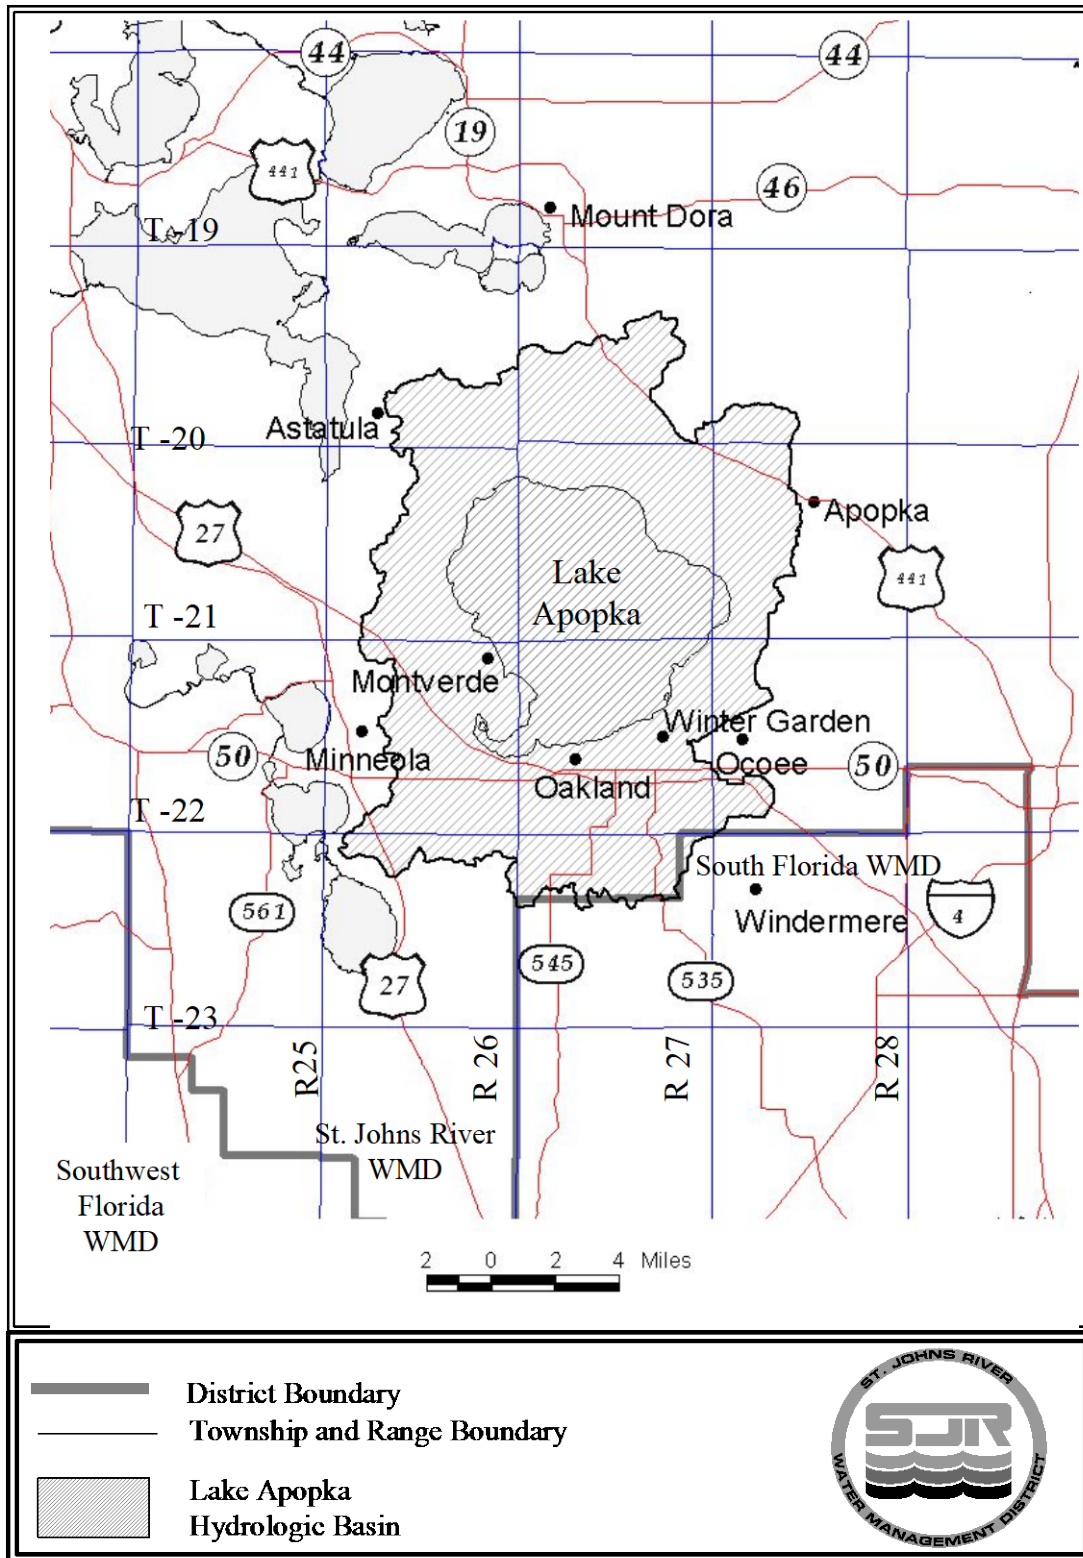 44
44
19
441
46
Mount Dora
T -19
Astatula
T -20
Apopka
27
Lake
Apopka
441
T -21
Montverde
Winter Garden
50
Minneola
Ocoee
50
Oakland
T -22
South Florida WMD
561
Windermere
4
545
535
27
T -23
R25
R 26
R 27
R 28
St. Johns River
WMD
Southwest
Florida
WMD
2 0 2 4 Miles
District Boundary
Township and Range Boundary
Lake Apopka
Hydrologic Basin
ST. JOHNS RIVER
SJR
WATER MANAGEMENT DISTRICT